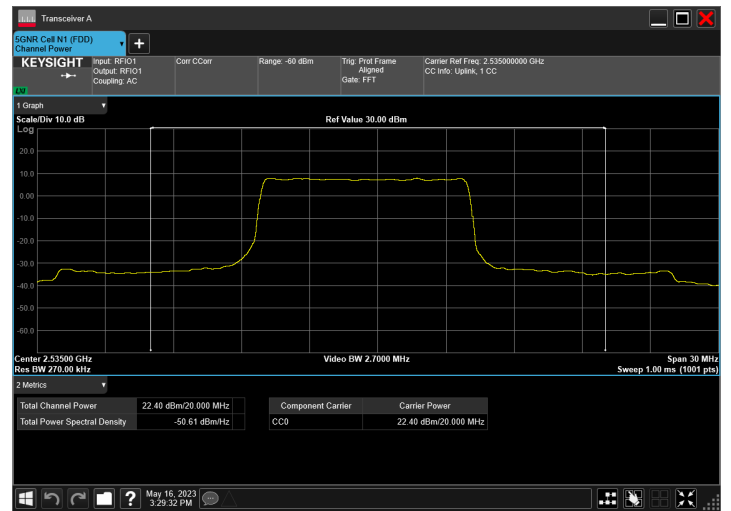 Transceiver A
5GNR Cell N1 (FDD)
Channel Power
KEYSIGHT
Input: RFIO1
Output: RFIO1
Coupling: AC
Corr CCorr
Range: -60 dBm
Trig: Prot Frame
Aligned
Gate: FFT
Carrier Ref Freq: 2.535000000 GHz
CC Info: Uplink, 1 CC
LXI
1 Graph
Scale/Div 10.0 dB
Ref Value 30.00 dBm
Log
20.0
10.0
0.00
-10.0
-20.0
-30.0
-40.0
-50.0
-60.0
Center 2.53500 GHz
Video BW 2.7000 MHz
Span 30 MHz
Res BW 270.00 kHz
Sweep 1.00 ms (1001 pts)
2 Metrics
Total Channel Power 22.40 dBm/20.000 MHz
Total Power Spectral Density -50.61 dBm/Hz
Component Carrier Carrier Power
CC0 22.40 dBm/20.000 MHz
?
May 16, 2023
3:29:32 PM